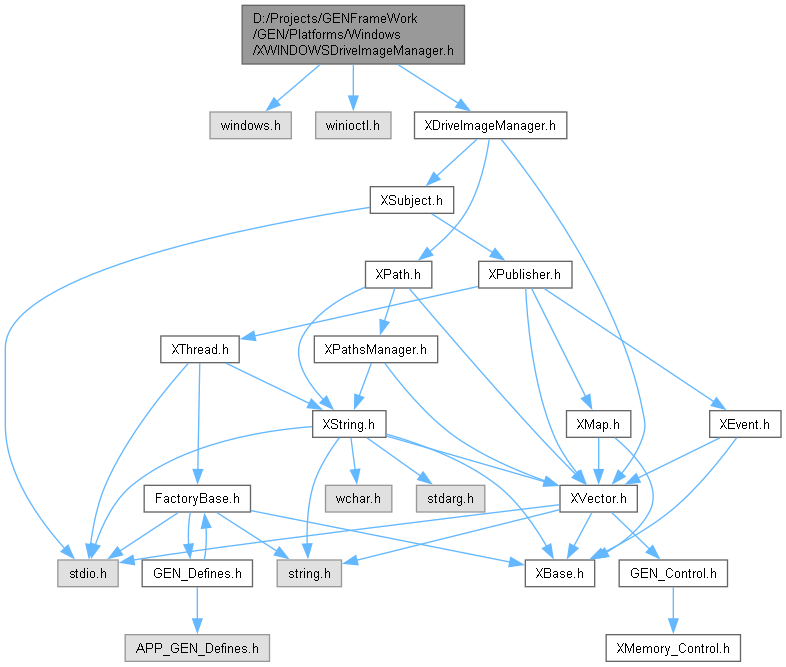 D:/Projects/GENFrameWork
/GEN/Platforms/Windows
/XWINDOWSDriveImageManager.h
windows.h
winioctl.h
XDriveImageManager.h
XSubject.h
XPath.h
XPublisher.h
XThread.h
XPathsManager.h
XString.h
XMap.h
XEvent.h
FactoryBase.h
wchar.h
stdarg.h
XVector.h
stdio.h
GEN_Defines.h
string.h
XBase.h
GEN_Control.h
APP_GEN_Defines.h
XMemory_Control.h